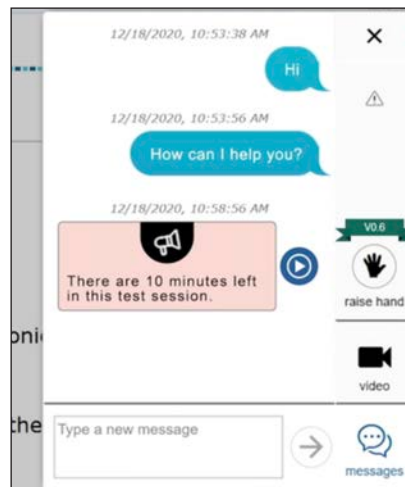 12/18/2020, 10:53:38 AM
Hi
12/18/2020, 10:53:56 AM
How can I help you?
12/18/2020, 10:58:56 AM
There are 10 minutes left
in this test session.
Type a new message
V0.6
raise hand
video
messages
the